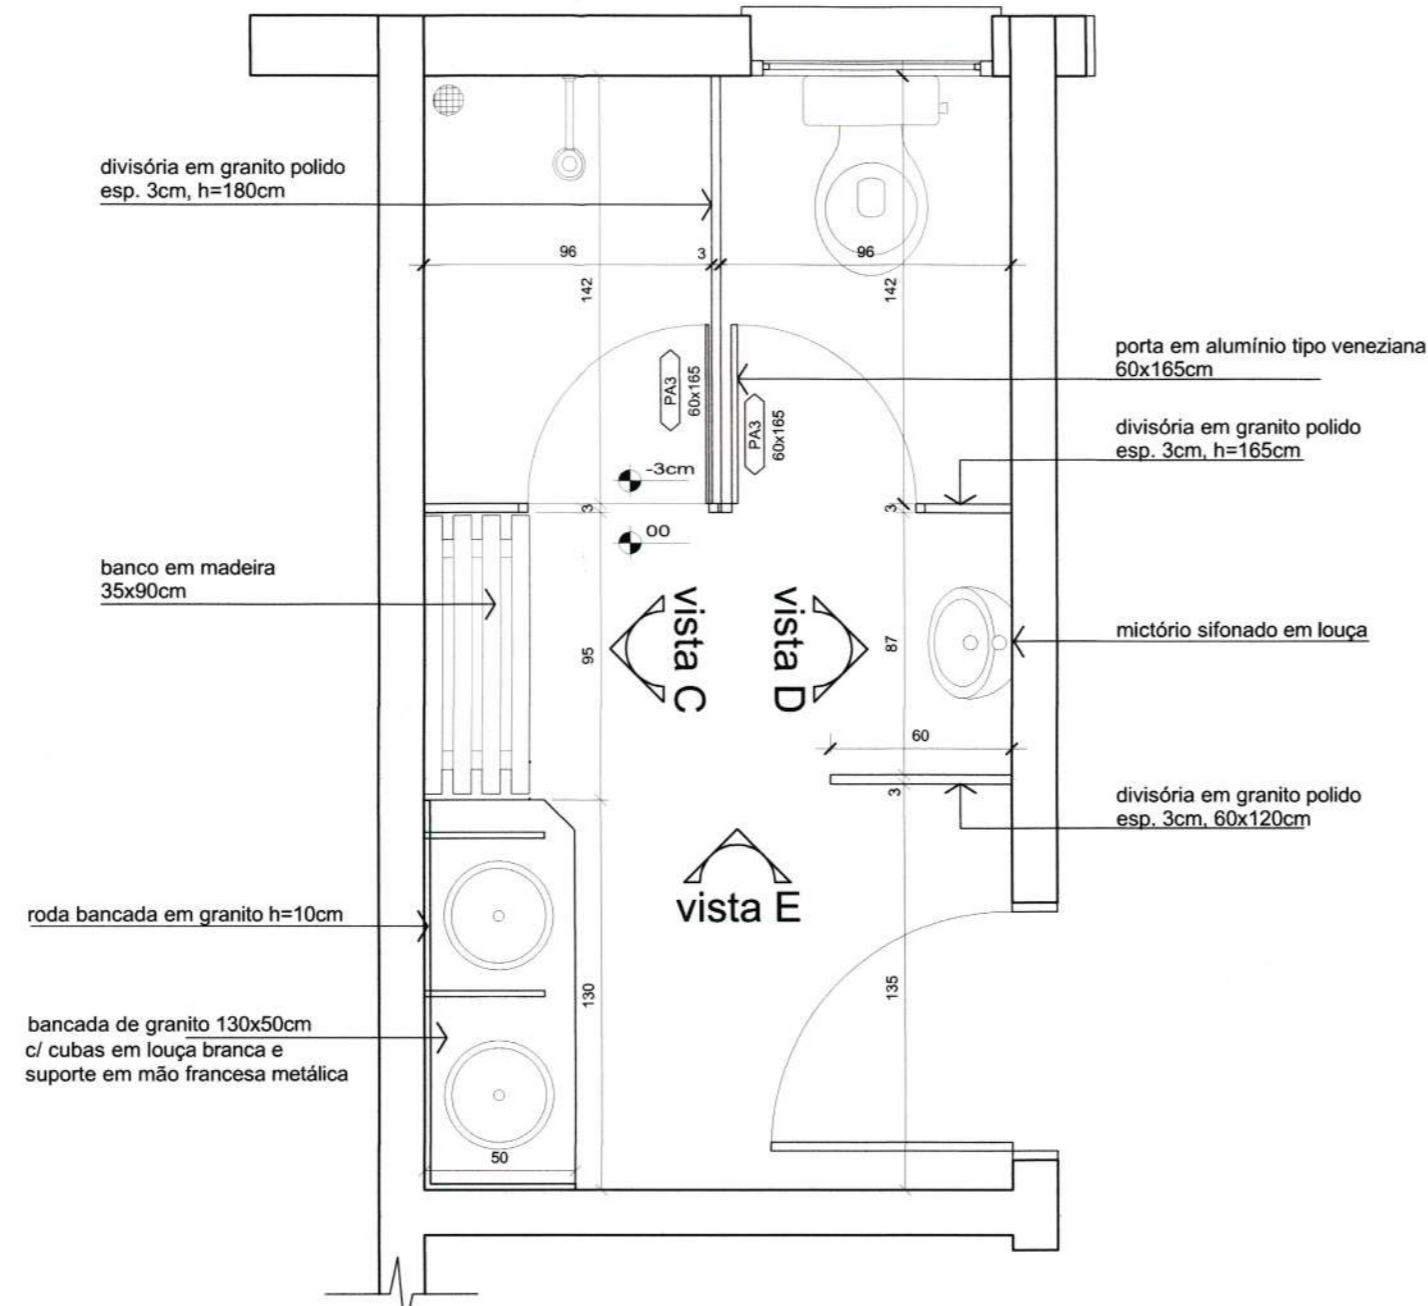 divisória em granito polido
esp. 3cm, h=180cm
96
3
96
142
142
porta em alumínio tipo veneziana
60x165cm
PA3
60x165
PA3
60x165
divisória em granito polido
esp. 3cm, h=165cm
-3cm
3
3
00
banco em madeira
35x90cm
vista C
vista D
mictório sifonado em louça
95
87
60
3
divisória em granito polido
esp. 3cm, 60x120cm
vista E
roda bancada em granito h=10cm
130
135
bancada de granito 130x50cm
c/ cubas em louça branca e
suporte em mão francesa metálica
50